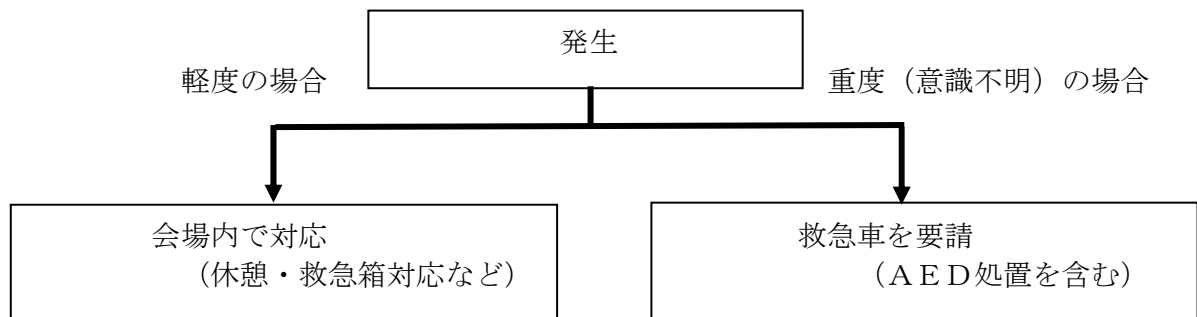 発生
軽度の場合
重度（意識不明）の場合
会場内で対応
（休憩・救急箱対応など）
救急車を要請
（ＡＥＤ処置を含む）